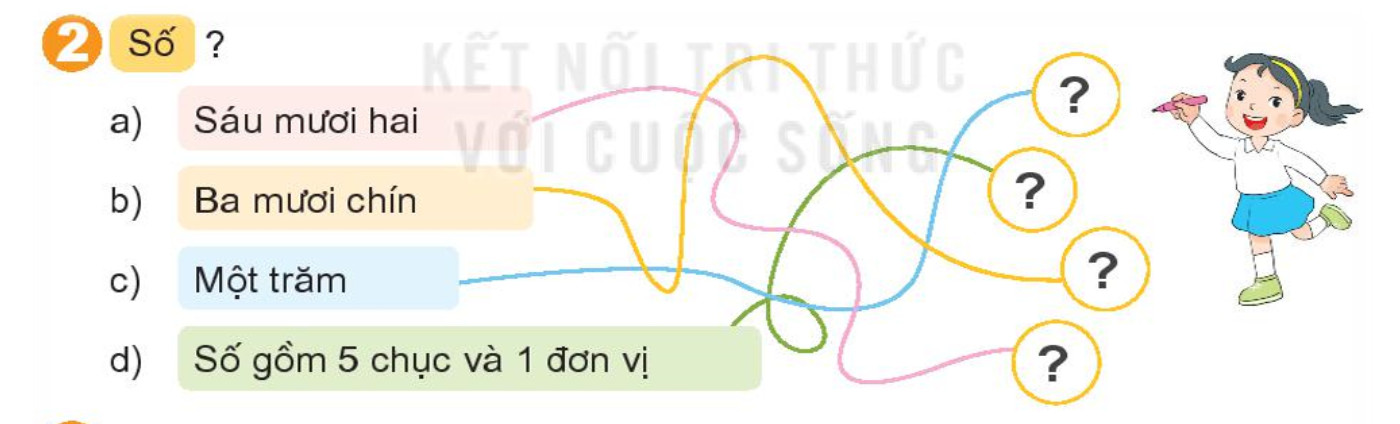 2 Số ?
KẾT NỐI TRI THỨC
VỚI CUỘC SỐNG
a) Sáu mươi hai
b) Ba mươi chín
c) Một trăm
d) Số gồm 5 chục và 1 đơn vị
?
?
?
?